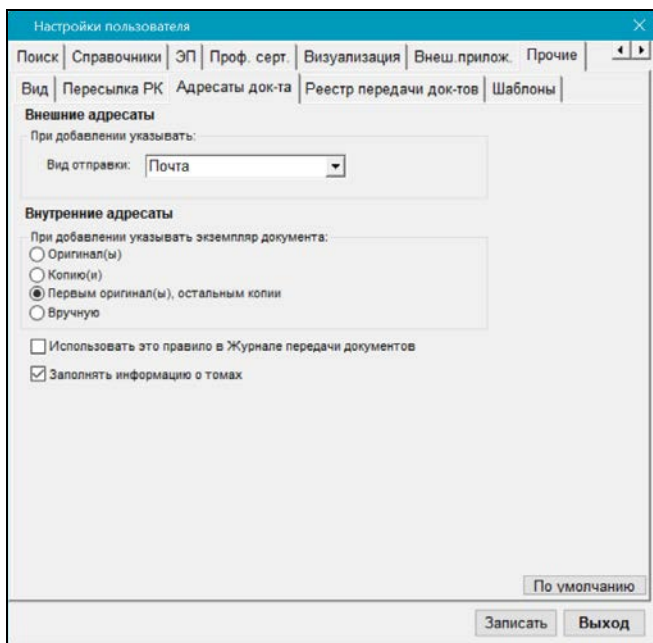 Настройки пользователя
Поиск Справочники ЭП Проф. серт. Визуализация Внеш.прилож. Прочие
Вид Пересылка РК Адресаты док-та Реестр передачи док-тов Шаблоны
Внешние адресаты
При добавлении указывать:
Вид отправки: Почта
Внутренние адресаты
При добавлении указывать экземпляр документа:
Оригинал(ы)
Копию(и)
Первым оригинал(ы), остальным копии
Вручную
Использовать это правило в Журнале передачи документов
Заполнять информацию о томах
По умолчанию
Записать Выход